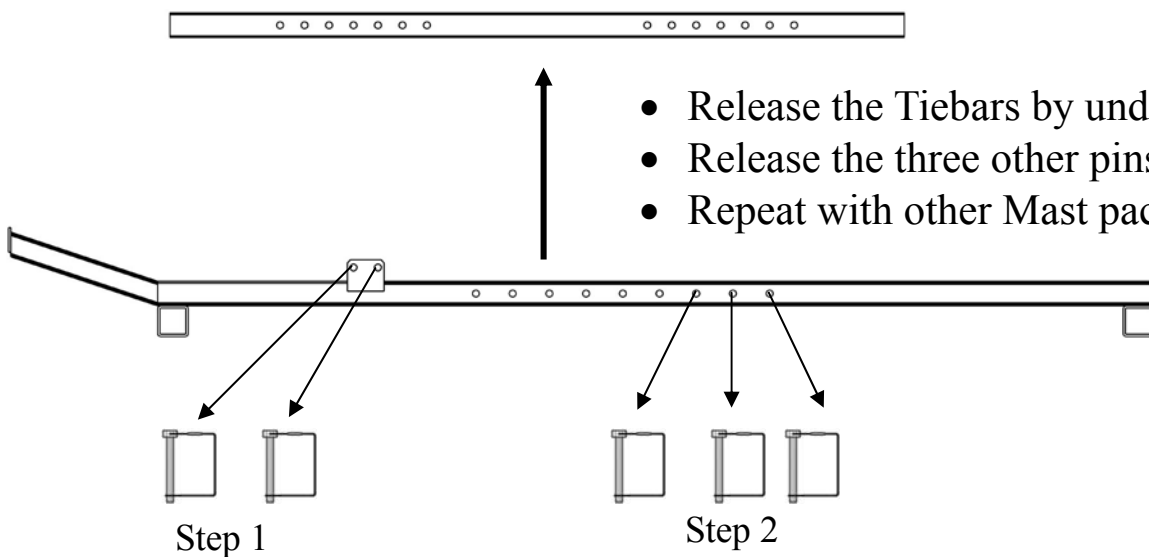 • Release the Tiebars by und
• Release the three other pins
• Repeat with other Mast pac
Step 1
Step 2